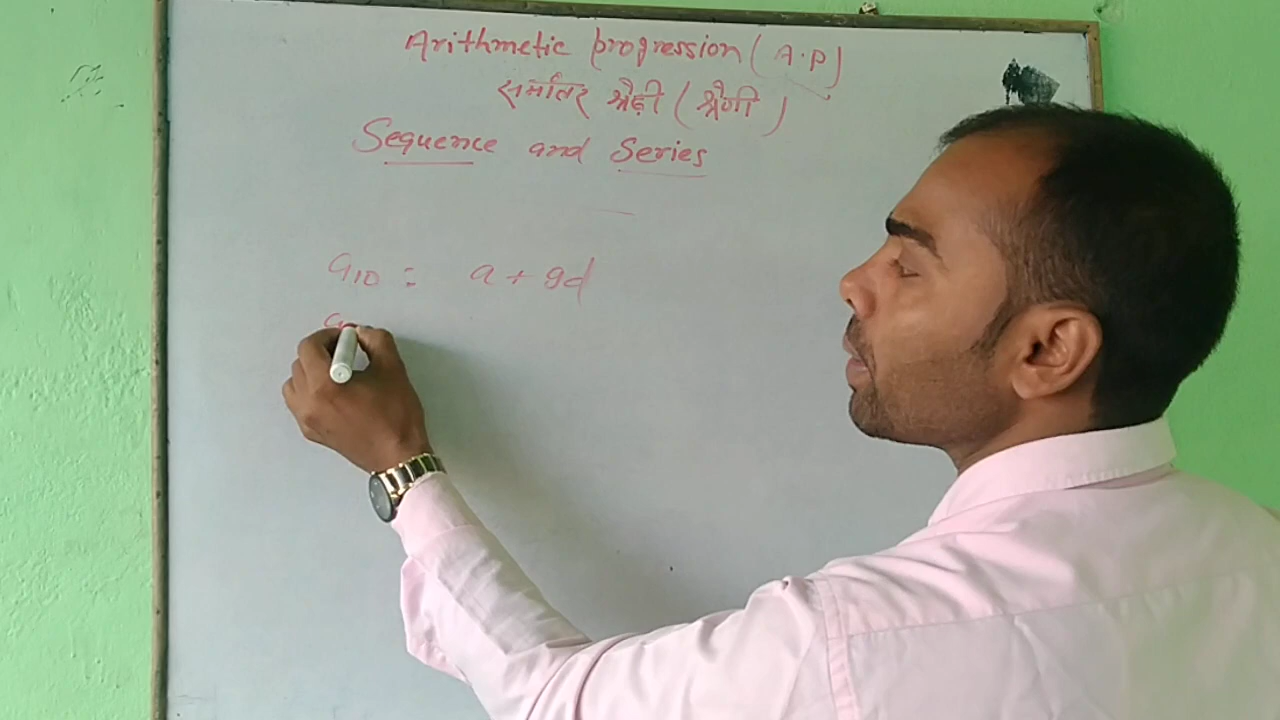 Arithmetic progression (A.P)
समांतर श्रेढ़ी (श्रेणी)
Sequence and Series
a10 = a + 9d